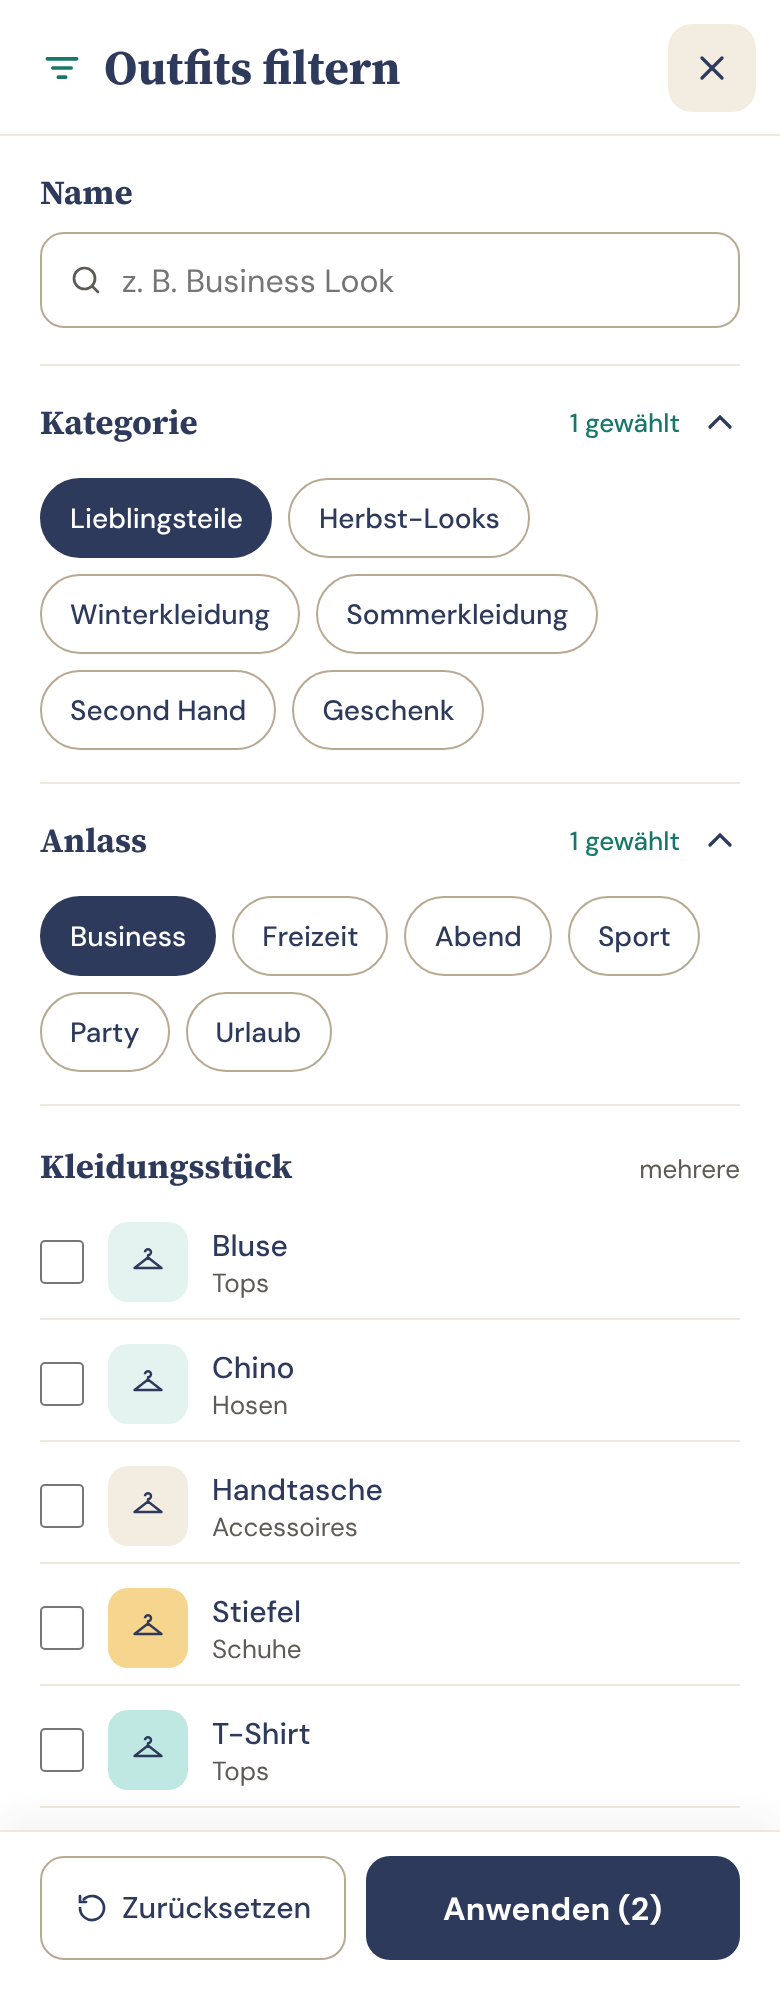 Outfits filtern
Name
z. B. Business Look
Kategorie
1 gewählt
Lieblingsteile
Herbst-Looks
Winterkleidung
Sommerkleidung
Second Hand
Geschenk
Anlass
1 gewählt
Business
Freizeit
Abend
Sport
Party
Urlaub
Kleidungsstück
mehrere
Bluse
Tops
Chino
Hosen
Handtasche
Accessoires
Stiefel
Schuhe
T-Shirt
Tops
Zurücksetzen
Anwenden (2)